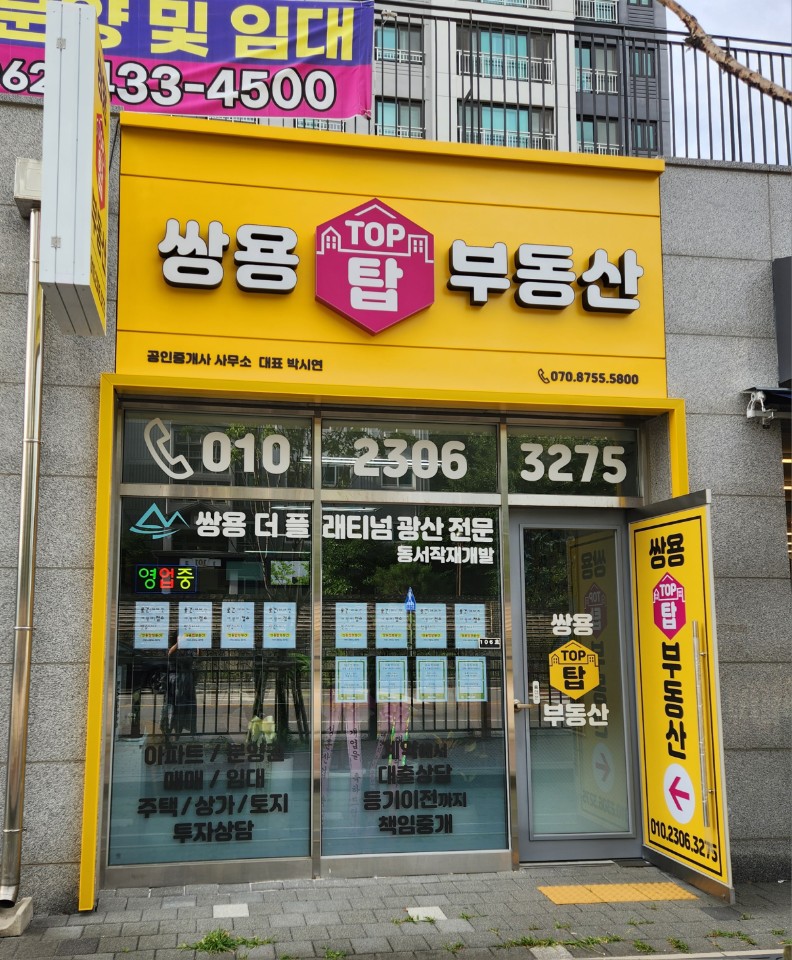 분양 및 임대
062 433-4500
쌍용 TOP 탑 부동산
공인중개사 사무소 대표 박시연
070.8755.5800
010 2306 3275
쌍용 더 플래티넘 광산 전문
동서작재개발
영업중
106호
아파트 / 분양권
매매 / 임대
주택 / 상가 / 토지
투자상담
대출상담
등기이전까지
책임중개
쌍용
TOP
탑
부동산
쌍용
TOP
탑
부동산
010.2306.3275